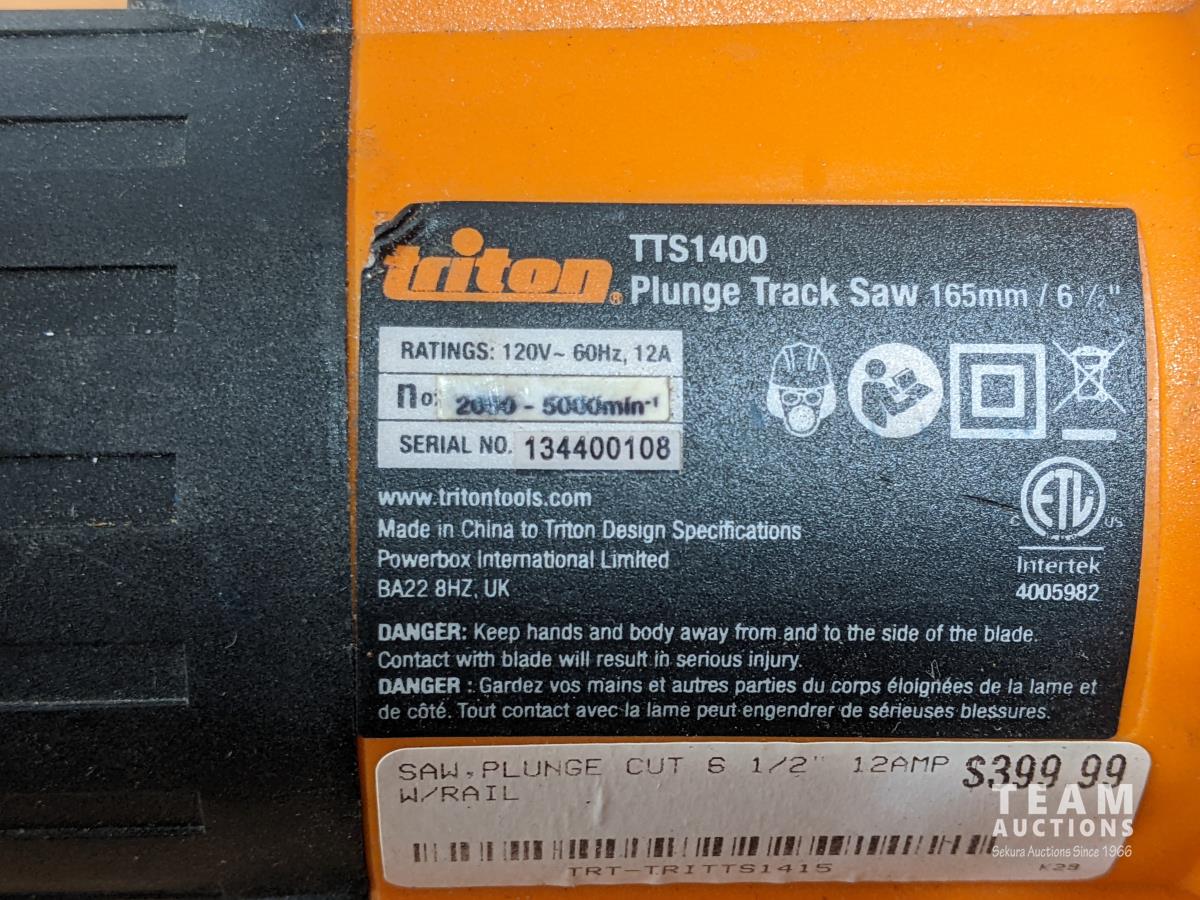 triton®
TTS1400
Plunge Track Saw 165mm / 6 ½"
RATINGS: 120V~ 60Hz, 12A
no: 2000 - 5000min⁻¹
SERIAL NO. 134400108
www.tritontools.com
Made in China to Triton Design Specifications
Powerbox International Limited
BA22 8HZ, UK
C ETL US
Intertek
4005982
DANGER: Keep hands and body away from and to the side of the blade.
Contact with blade will result in serious injury.
DANGER : Gardez vos mains et autres parties du corps éloignées de la lame et
de côté. Tout contact avec la lame peut engendrer de sérieuses blessures.
SAW,PLUNGE CUT 6 1/2" 12AMP $399.99
W/RAIL
TRT-TRITTS1415
K29
TEAM
AUCTIONS
Gekura Auctions Since 1966